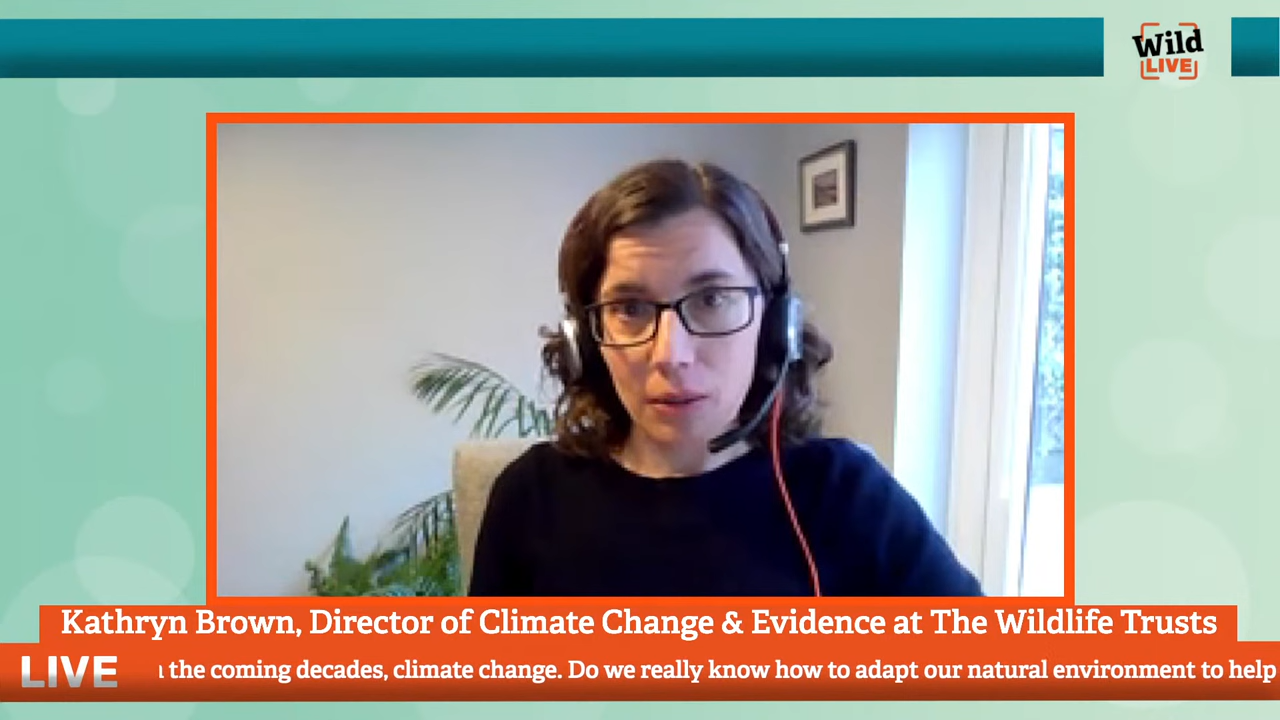 Wild
LIVE
Kathryn Brown, Director of Climate Change & Evidence at The Wildlife Trusts
LIVE
the coming decades, climate change. Do we really know how to adapt our natural environment to help